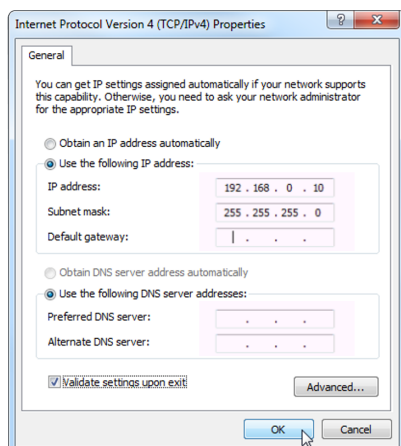 Internet Protocol Version 4 (TCP/IPv4) Properties
General
You can get IP settings assigned automatically if your network supports
this capability. Otherwise, you need to ask your network administrator
for the appropriate IP settings.
Obtain an IP address automatically
Use the following IP address:
IP address: 192 . 168 . 0 . 10
Subnet mask: 255 . 255 . 255 . 0
Default gateway: . . .
Obtain DNS server address automatically
Use the following DNS server addresses:
Preferred DNS server: . . .
Alternate DNS server: . . .
Validate settings upon exit
Advanced...
OK Cancel